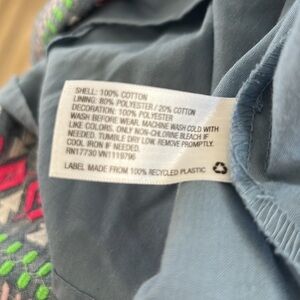 SHELL: 100% COTTON
LINING: 80% POLYESTER / 20% COTTON
DECORATION: 100% POLYESTER
WASH BEFORE WEAR. MACHINE WASH COLD WITH
LIKE COLORS. ONLY NON-CHLORINE BLEACH IF
NEEDED. TUMBLE DRY LOW. REMOVE PROMPTLY.
COOL IRON IF NEEDED.
RN17730 VN1119796
LABEL MADE FROM 100% RECYCLED PLASTIC